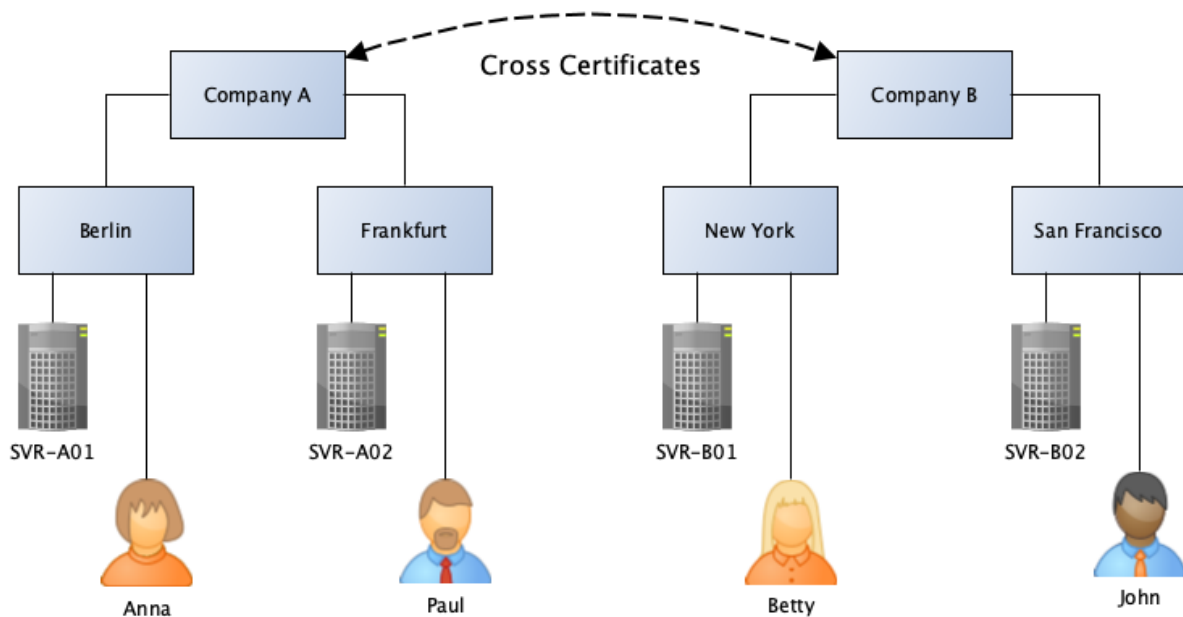 Cross Certificates
Company A
Company B
Berlin
Frankfurt
New York
San Francisco
SVR-A01
SVR-A02
SVR-B01
SVR-B02
Anna
Paul
Betty
John